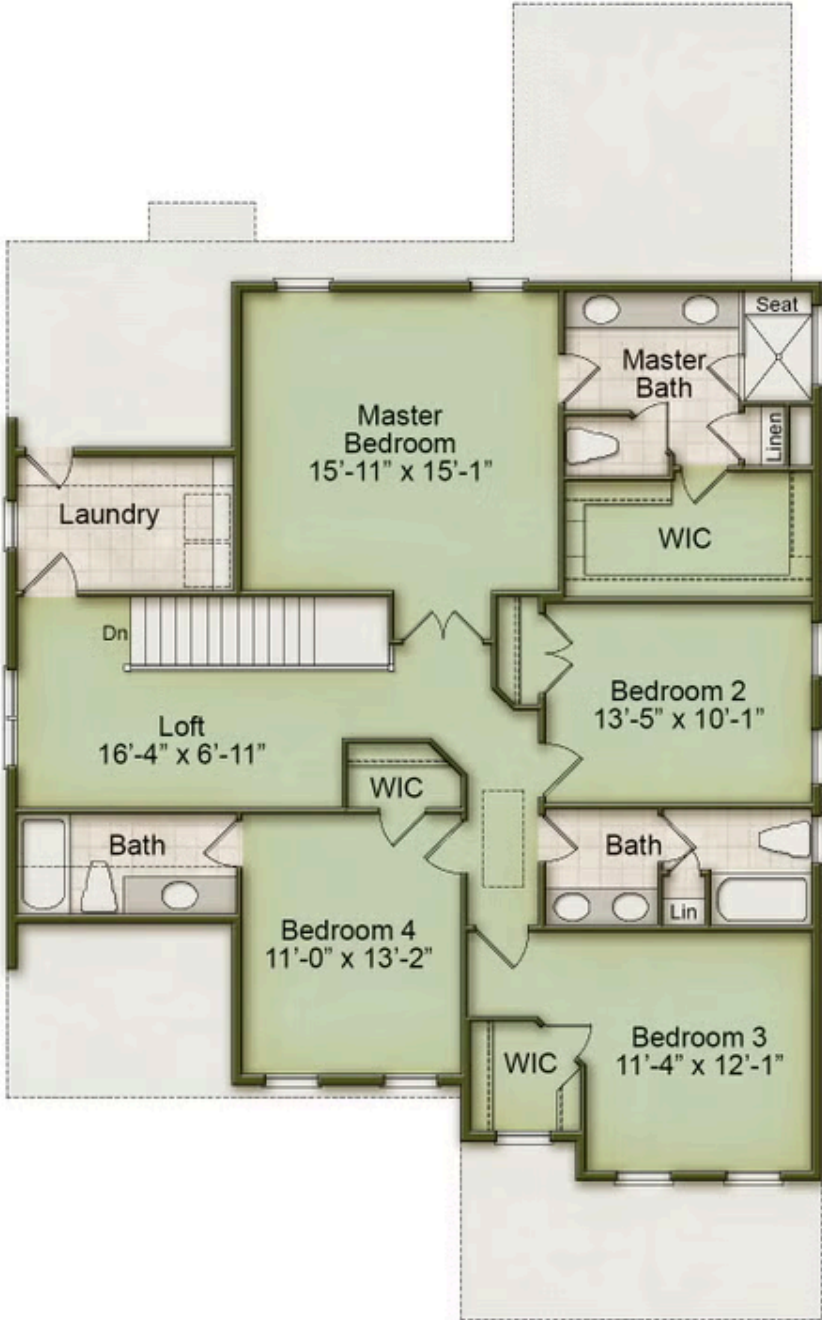 Seat
Master
Bath
Linen
Master
Bedroom
15’-11” x 15’-1”
Laundry
WIC
Dn
Bedroom 2
13’-5” x 10’-1”
Loft
16’-4” x 6’-11”
WIC
Bath
Bath
Lin
Bedroom 4
11’-0” x 13’-2”
Bedroom 3
11’-4” x 12’-1”
WIC